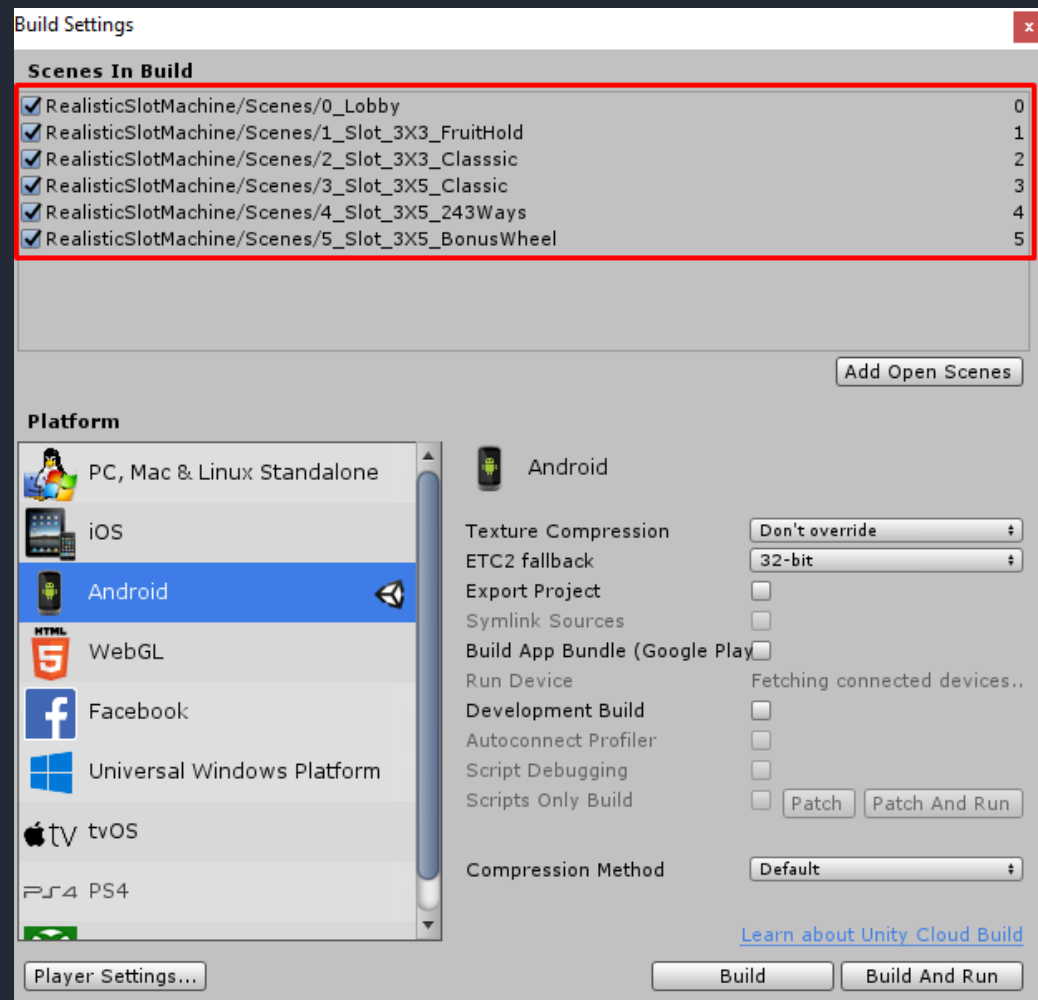 Build Settings
x
Scenes In Build
RealisticSlotMachine/Scenes/0_Lobby 0
RealisticSlotMachine/Scenes/1_Slot_3X3_FruitHold 1
RealisticSlotMachine/Scenes/2_Slot_3X3_Classsic 2
RealisticSlotMachine/Scenes/3_Slot_3X5_Classic 3
RealisticSlotMachine/Scenes/4_Slot_3X5_243Ways 4
RealisticSlotMachine/Scenes/5_Slot_3X5_BonusWheel 5
Add Open Scenes
Platform
PC, Mac & Linux Standalone
iOS
Android
HTML
5
WebGL
f
Facebook
Universal Windows Platform
tv
tvOS
PS4
PS4
Android
Texture Compression Don't override
ETC2 fallback 32-bit
Export Project
Symlink Sources
Build App Bundle (Google Play
Run Device Fetching connected devices..
Development Build
Autoconnect Profiler
Script Debugging
Scripts Only Build Patch Patch And Run
Compression Method Default
Learn about Unity Cloud Build
Player Settings... Build Build And Run